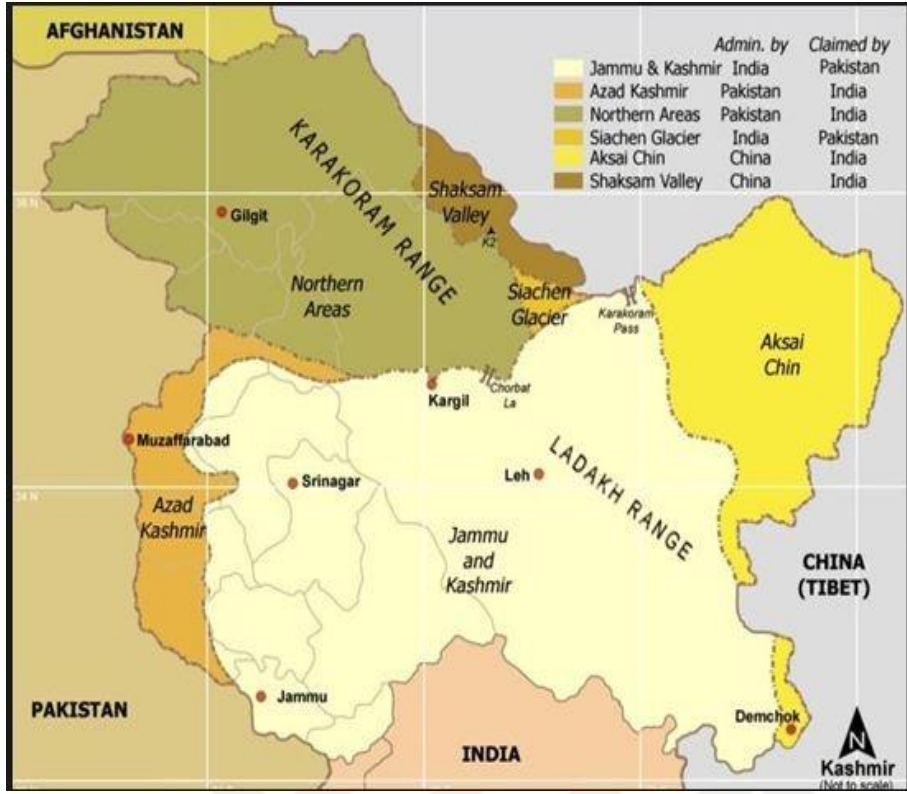 AFGHANISTAN
Admin. by Claimed by
Jammu & Kashmir India Pakistan
Azad Kashmir Pakistan India
Northern Areas Pakistan India
Siachen Glacier India Pakistan
Aksai Chin China India
Shaksam Valley China India
KARAKORAM RANGE
Shaksam
Valley
K2
36 N
Gilgit
Northern
Areas
Siachen
Glacier
Karakoram
Pass
Aksai
Chin
Kargil
Chorbat
La
Muzaffarabad
Srinagar
Leh
LADAKH RANGE
34 N
Azad
Kashmir
Jammu
and
Kashmir
CHINA
(TIBET)
Jammu
PAKISTAN
INDIA
Demchok
N
Kashmir
(Not to scale)